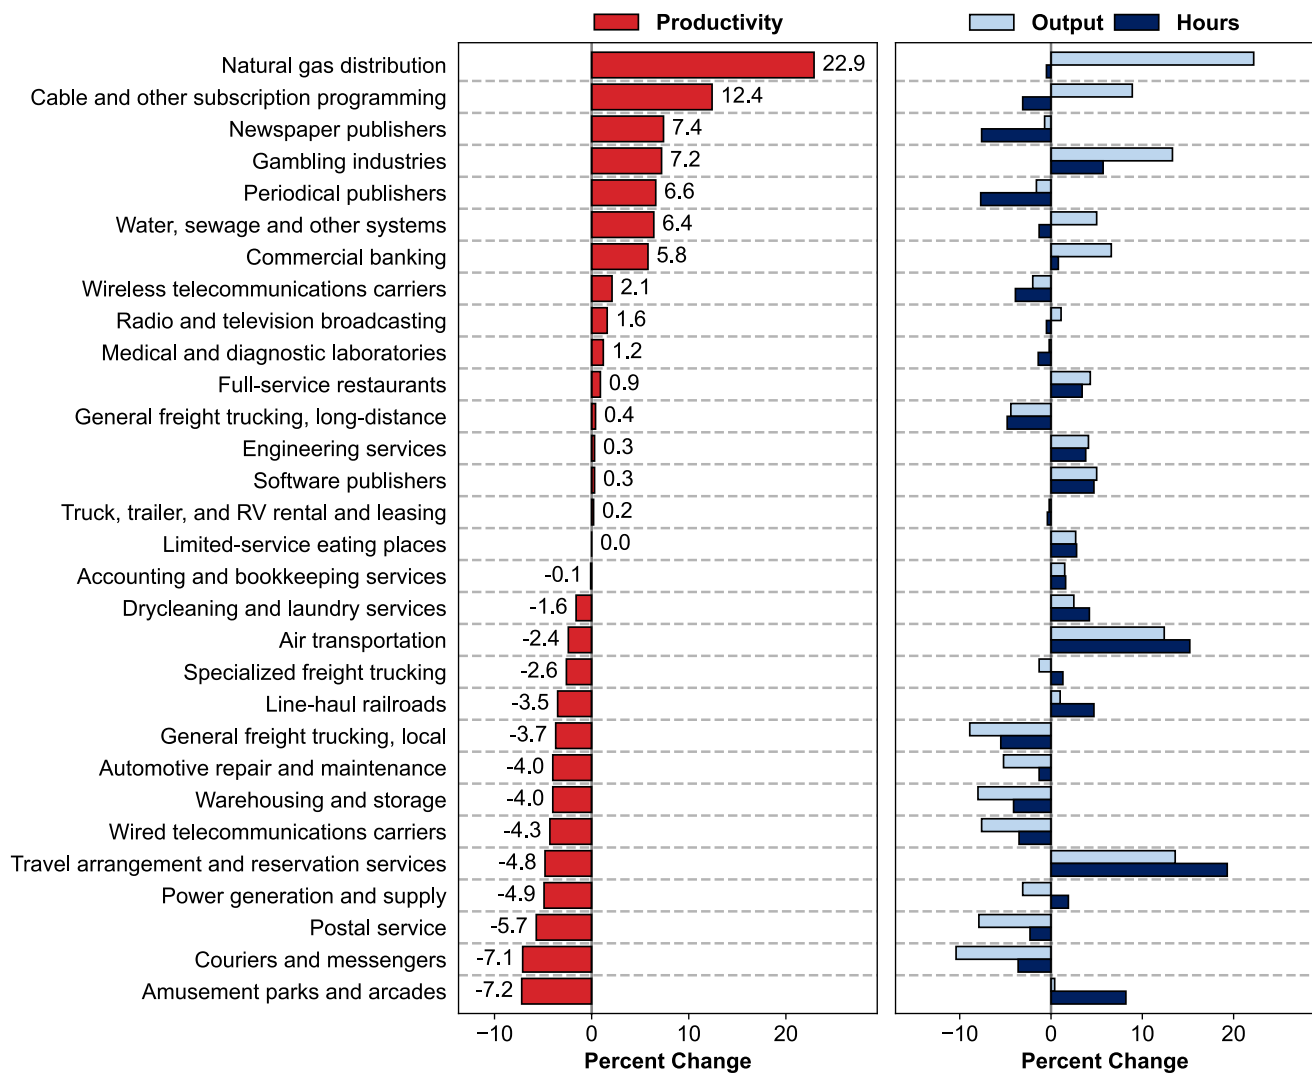 Productivity
Output Hours
Natural gas distribution 22.9
Cable and other subscription programming 12.4
Newspaper publishers 7.4
Gambling industries 7.2
Periodical publishers 6.6
Water, sewage and other systems 6.4
Commercial banking 5.8
Wireless telecommunications carriers 2.1
Radio and television broadcasting 1.6
Medical and diagnostic laboratories 1.2
Full-service restaurants 0.9
General freight trucking, long-distance 0.4
Engineering services 0.3
Software publishers 0.3
Truck, trailer, and RV rental and leasing 0.2
Limited-service eating places 0.0
Accounting and bookkeeping services -0.1
Drycleaning and laundry services -1.6
Air transportation -2.4
Specialized freight trucking -2.6
Line-haul railroads -3.5
General freight trucking, local -3.7
Automotive repair and maintenance -4.0
Warehousing and storage -4.0
Wired telecommunications carriers -4.3
Travel arrangement and reservation services -4.8
Power generation and supply -4.9
Postal service -5.7
Couriers and messengers -7.1
Amusement parks and arcades -7.2
−10 0 10 20
Percent Change
−10 0 10 20
Percent Change